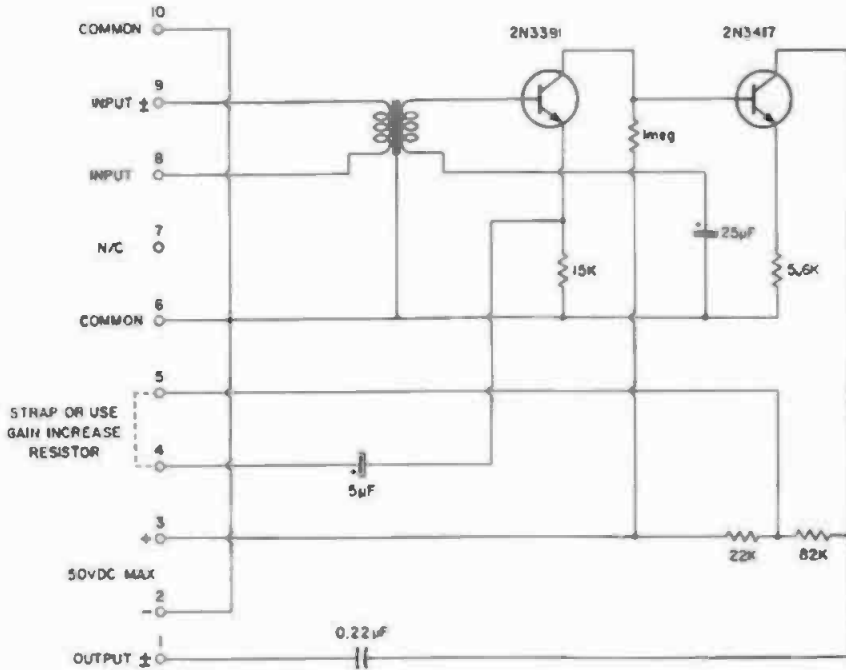 10
COMMON
2N3391
2N3417
9
INPUT ±
1meg
8
INPUT
7
N/C
25µF
15K
5.6K
6
COMMON
5
STRAP OR USE
GAIN INCREASE
RESISTOR
4
5µF
3
+
22K
82K
50VDC MAX
2
-
1
0.22µF
OUTPUT ±